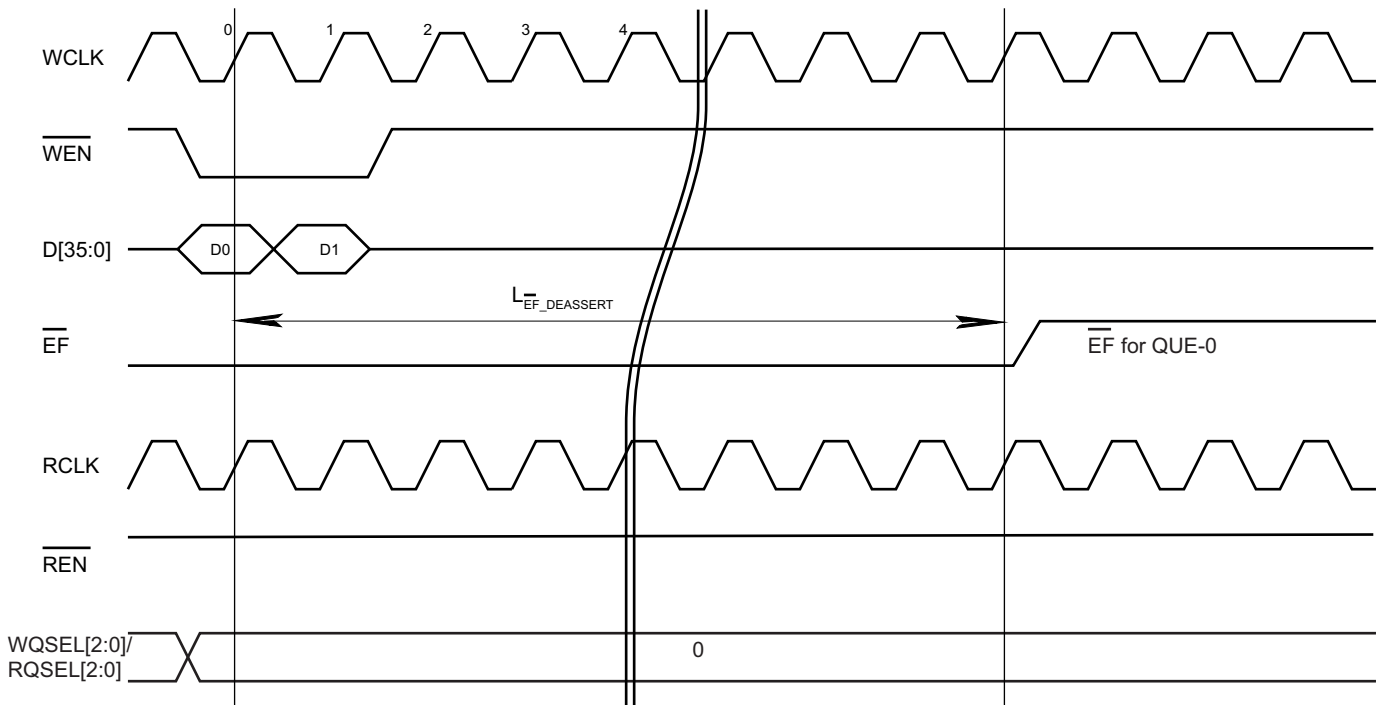 0 1 2 3 4
WCLK
WEN
D[35:0] D0 D1
LEF_DEASSERT
EF
EF for QUE-0
RCLK
REN
WQSEL[2:0]/
RQSEL[2:0]
0